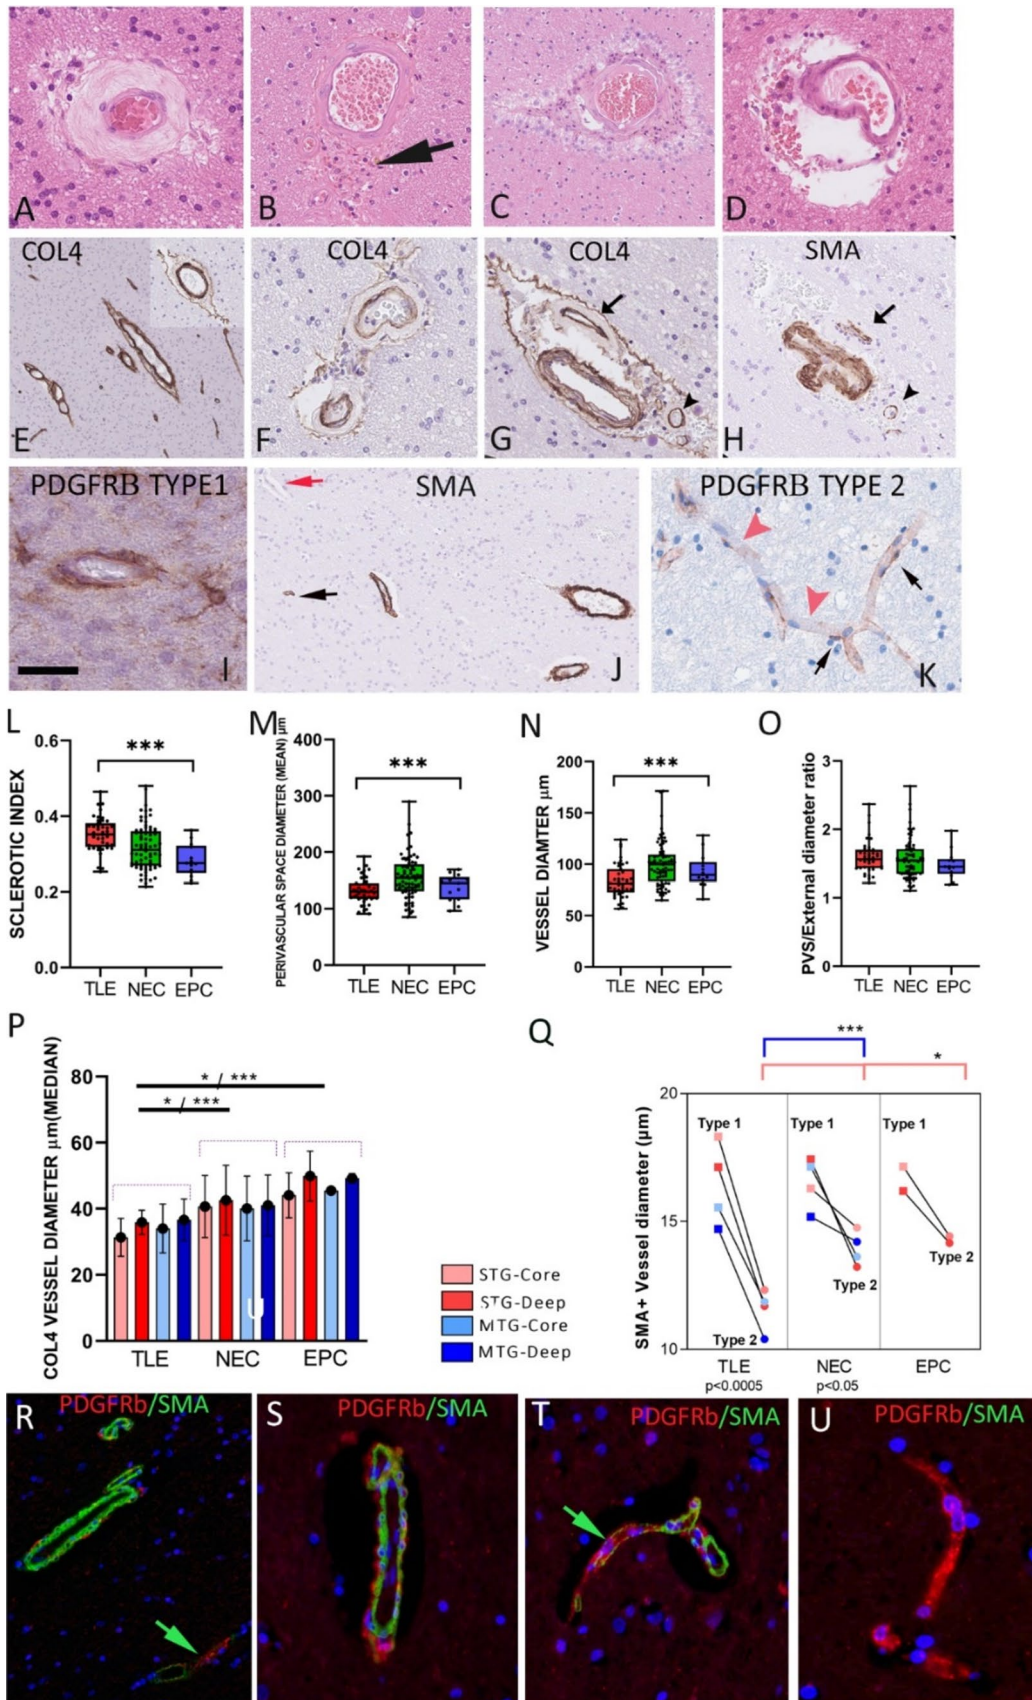 A
B
C
D
COL4
COL4
COL4
SMA
E
F
G
H
PDGFRB TYPE1
SMA
PDGFRB TYPE 2
I
J
K
L
M
N
O
SCLEROTIC INDEX
0.6
0.4
0.2
0.0
***
TLE NEC EPC
PERIVASCULAR SPACE DIAMETER (MEAN) µm
400
300
200
100
0
***
TLE NEC EPC
VESSEL DIAMTER µm
200
150
100
50
0
***
TLE NEC EPC
PVS/External diameter ratio
3
2
1
0
TLE NEC EPC
P
COL4 VESSEL DIAMETER µm(MEDIAN)
80
60
40
20
0
* / ***
* / ***
U
TLE NEC EPC
STG-Core
STG-Deep
MTG-Core
MTG-Deep
Q
***
*
SMA+ Vessel diameter (µm)
20
15
10
Type 1
Type 1
Type 1
Type 2
Type 2
Type 2
TLE NEC EPC
p<0.0005 p<0.05
R
PDGFRb/SMA
S
PDGFRb/SMA
T
PDGFRb/SMA
U
PDGFRb/SMA